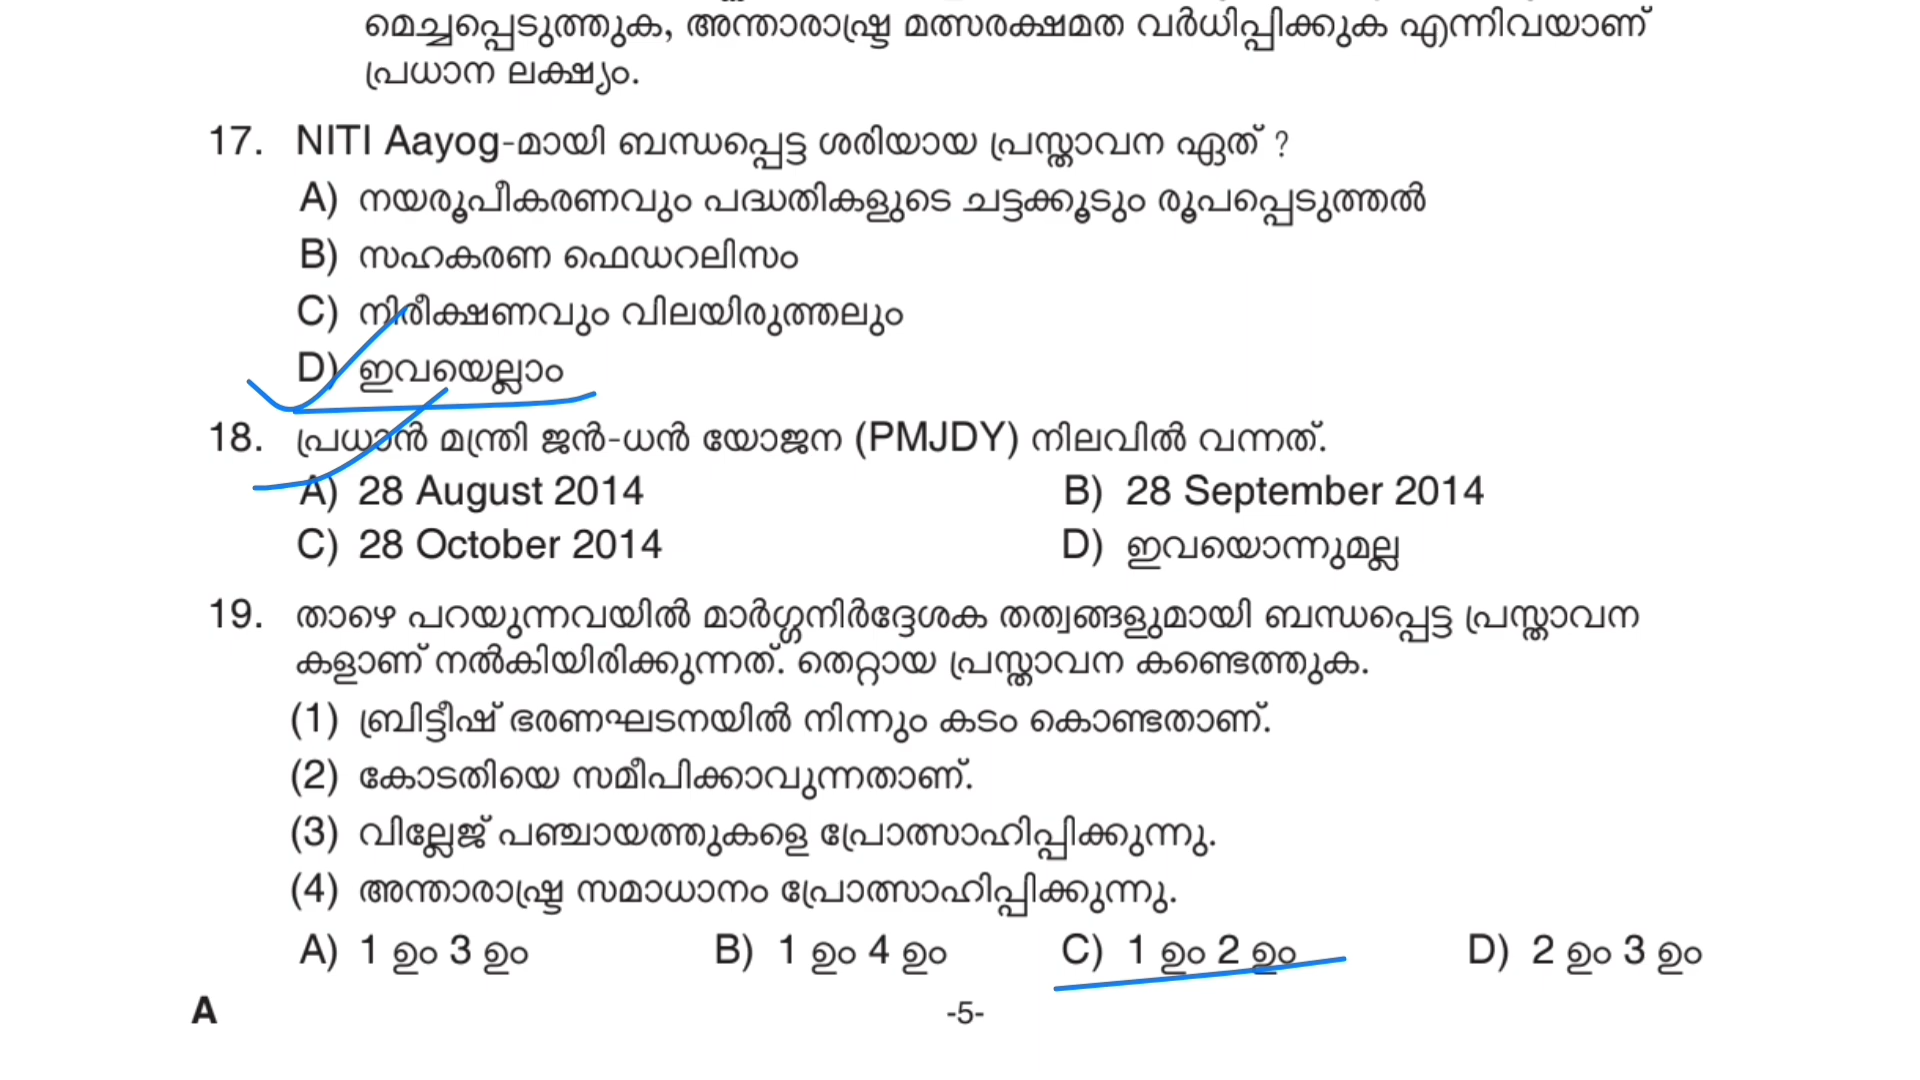 മെച്ചപ്പെടുത്തുക, അന്താരാഷ്ട്ര മത്സരക്ഷമത വർധിപ്പിക്കുക എന്നിവയാണ്
പ്രധാന ലക്ഷ്യം.
17. NITI Aayog-മായി ബന്ധപ്പെട്ട ശരിയായ പ്രസ്താവന ഏത് ?
A) നയരൂപീകരണവും പദ്ധതികളുടെ ചട്ടക്കൂടും രൂപപ്പെടുത്തൽ
B) സഹകരണ ഫെഡറലിസം
C) നിരീക്ഷണവും വിലയിരുത്തലും
D) ഇവയെല്ലാം
18. പ്രധാൻ മന്ത്രി ജൻ-ധൻ യോജന (PMJDY) നിലവിൽ വന്നത്.
A) 28 August 2014 B) 28 September 2014
C) 28 October 2014 D) ഇവയൊന്നുമല്ല
19. താഴെ പറയുന്നവയിൽ മാർഗ്ഗനിർദ്ദേശക തത്വങ്ങളുമായി ബന്ധപ്പെട്ട പ്രസ്താവന
കളാണ് നൽകിയിരിക്കുന്നത്. തെറ്റായ പ്രസ്താവന കണ്ടെത്തുക.
(1) ബ്രിട്ടീഷ് ഭരണഘടനയിൽ നിന്നും കടം കൊണ്ടതാണ്.
(2) കോടതിയെ സമീപിക്കാവുന്നതാണ്.
(3) വില്ലേജ് പഞ്ചായത്തുകളെ പ്രോത്സാഹിപ്പിക്കുന്നു.
(4) അന്താരാഷ്ട്ര സമാധാനം പ്രോത്സാഹിപ്പിക്കുന്നു.
A) 1 ഉം 3 ഉം B) 1 ഉം 4 ഉം C) 1 ഉം 2 ഉം D) 2 ഉം 3 ഉം
A -5-